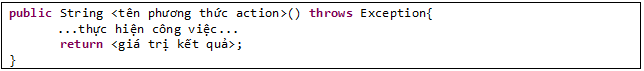 public String <tên phương thức action>() throws Exception{
...thực hiện công việc...
return <giá trị kết quả>;
}